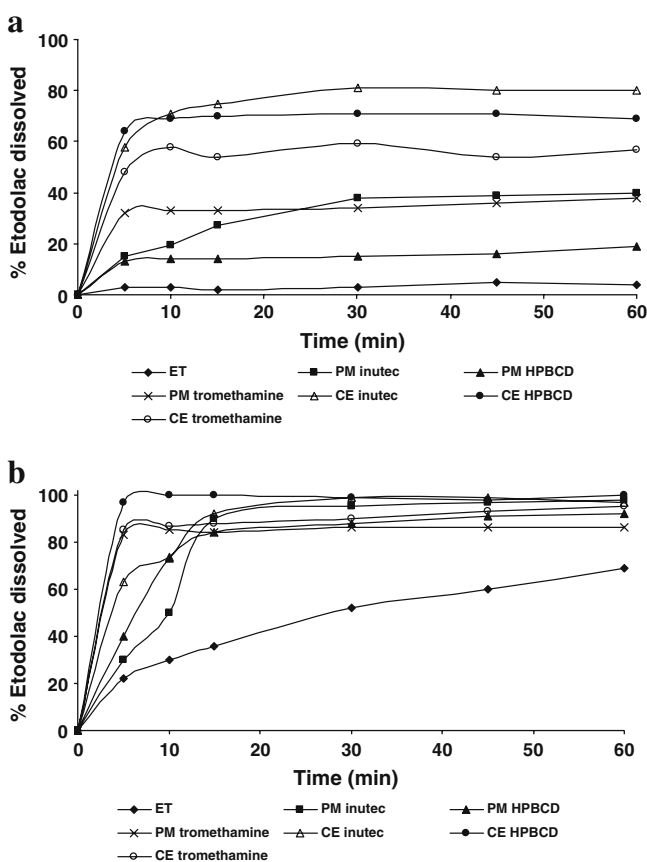 a
100
80
60
40
20
0
% Etodolac dissolved
0 10 20 30 40 50 60
Time (min)
ET PM inutec PM HPBCD
PM tromethamine CE inutec CE HPBCD
CE tromethamine
b
100
80
60
40
20
0
% Etodolac dissolved
0 10 20 30 40 50 60
Time (min)
ET PM inutec PM HPBCD
PM tromethamine CE inutec CE HPBCD
CE tromethamine